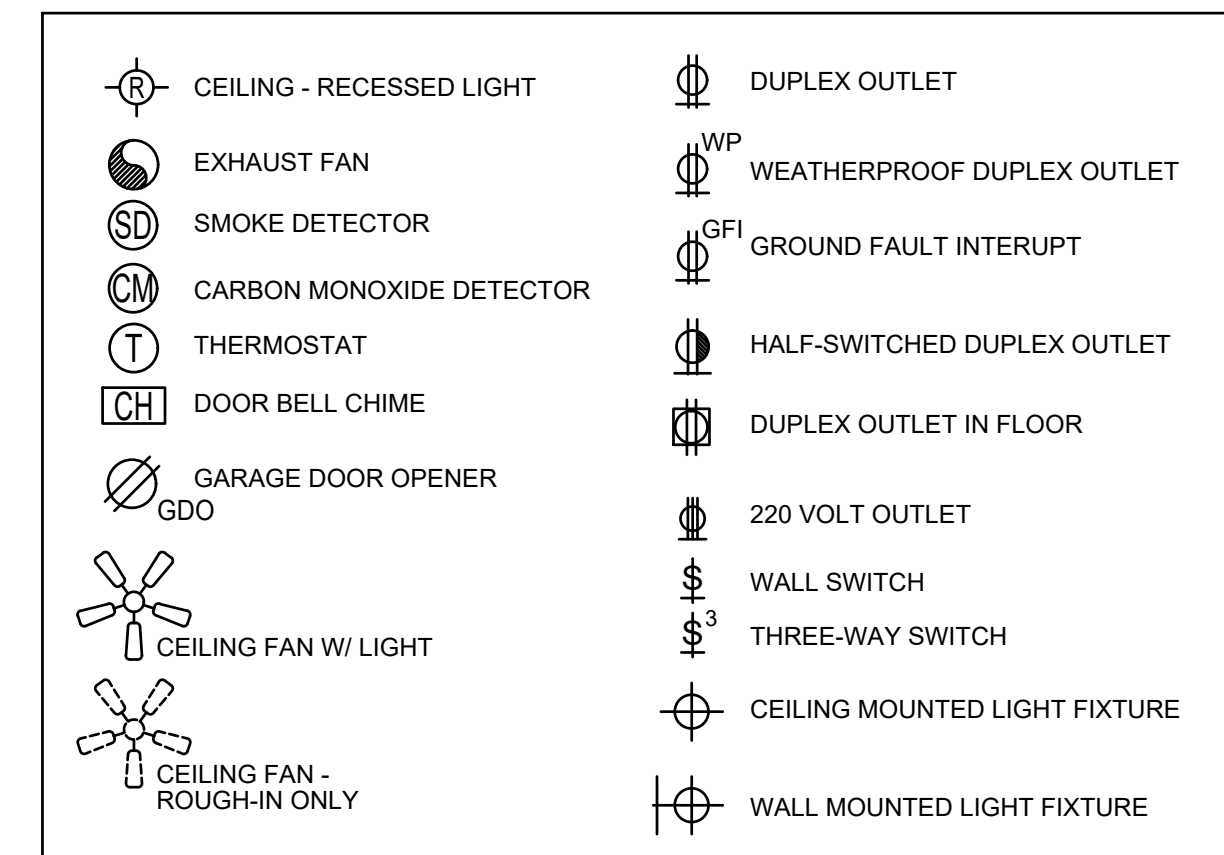 R CEILING - RECESSED LIGHT
EXHAUST FAN
SD SMOKE DETECTOR
CM CARBON MONOXIDE DETECTOR
T THERMOSTAT
CH DOOR BELL CHIME
GARAGE DOOR OPENER
GDO
CEILING FAN W/ LIGHT
CEILING FAN -
ROUGH-IN ONLY
DUPLEX OUTLET
WP
WEATHERPROOF DUPLEX OUTLET
GFI
GROUND FAULT INTERUPT
HALF-SWITCHED DUPLEX OUTLET
DUPLEX OUTLET IN FLOOR
220 VOLT OUTLET
S WALL SWITCH
S3 THREE-WAY SWITCH
CEILING MOUNTED LIGHT FIXTURE
WALL MOUNTED LIGHT FIXTURE